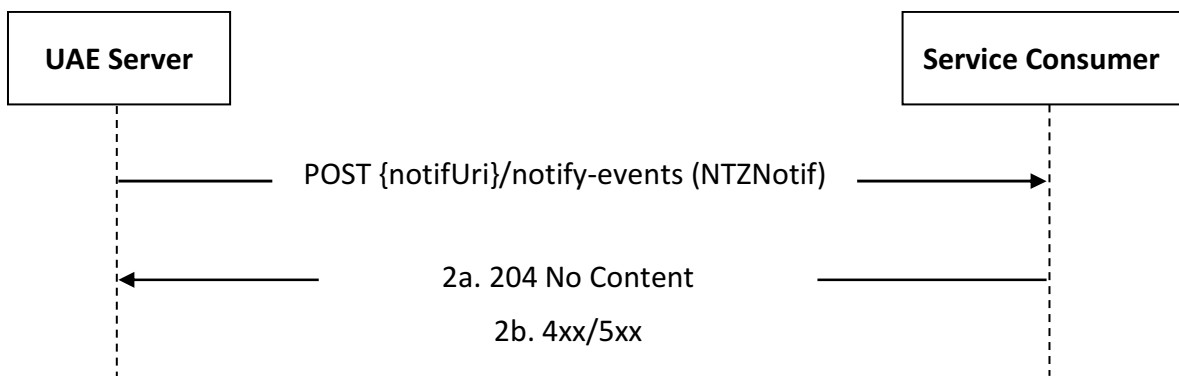 UAE Server
Service Consumer
POST {notifUri}/notify-events (NTZNotif)
2a. 204 No Content
2b. 4xx/5xx